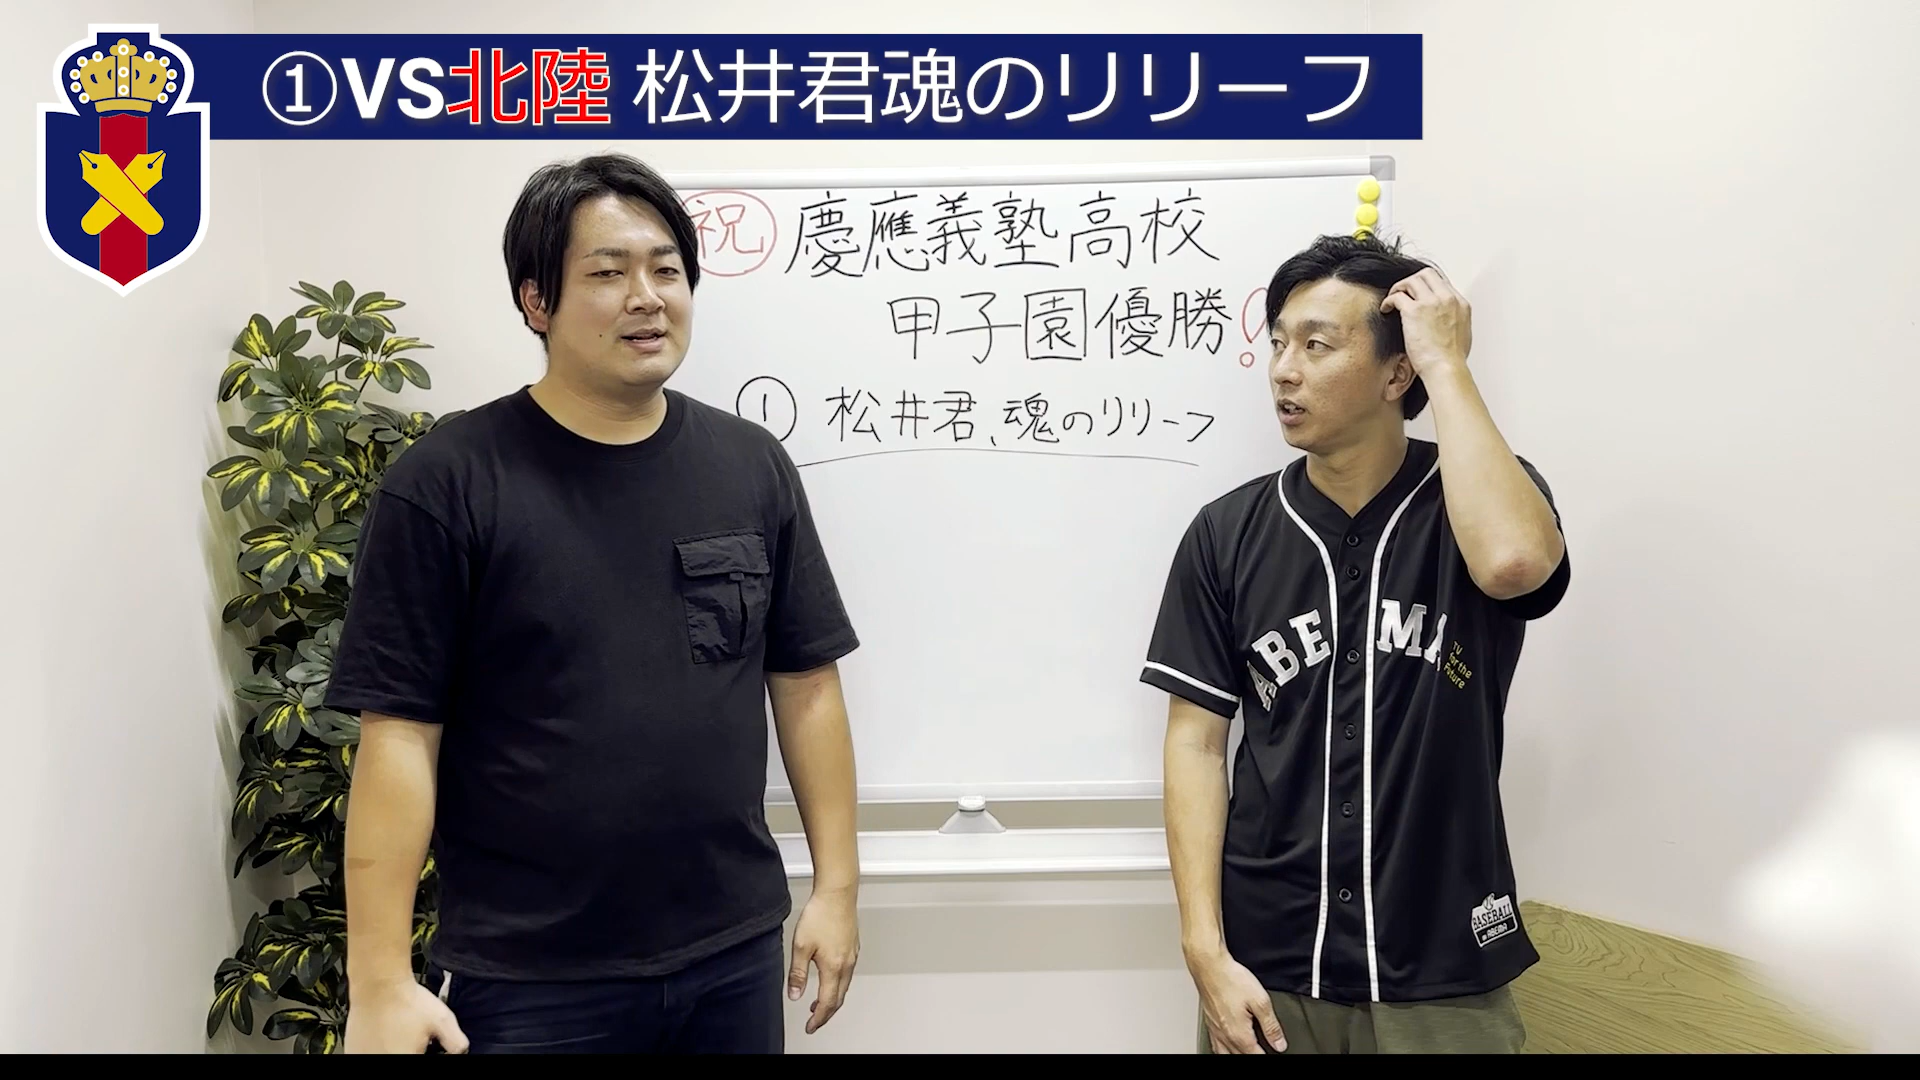 ①VS北陸 松井君魂のリリーフ
祝 慶應義塾高校
甲子園優勝!
① 松井君、魂のリリーフ
ABEMA
TV
for the
Future
BASEBALL
ABEMA